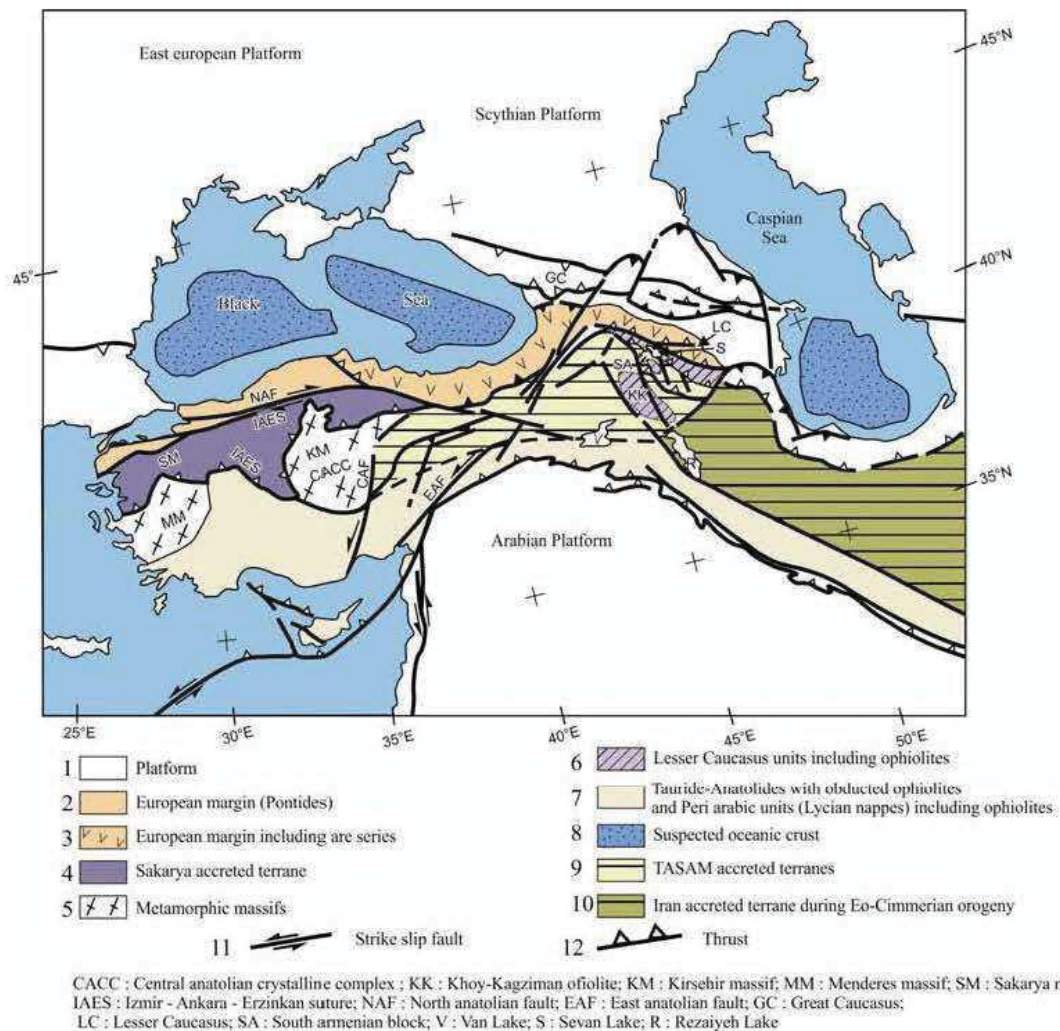 East european Platform
45°N
Scythian Platform
Caspian
Sea
40°N
45°
GC
Black
Sea
LC
S
SA
KK
NAF
IAES
SM
IAES
KM
CACC
CAF
V
R
35°N
MM
EAF
Arabian Platform
25°E
30°E
35°E
40°E
45°E
50°E
1 Platform
2 European margin (Pontides)
3 European margin including arc series
4 Sakarya accreted terrane
5 Metamorphic massifs
6 Lesser Caucasus units including ophiolites
7 Tauride-Anatolides with obducted ophiolites
and Peri arabic units (Lycian nappes) including ophiolites
8 Suspected oceanic crust
9 TASAM accreted terranes
10 Iran accreted terrane during Eo-Cimmerian orogeny
11 Strike slip fault
12 Thrust
CACC : Central anatolian crystalline complex ; KK : Khoy-Kagziman ofiolite; KM : Kirsehir massif; MM : Menderes massif; SM : Sakarya
IAES : Izmir - Ankara - Erzinkan suture; NAF : North anatolian fault; EAF : East anatolian fault; GC : Great Caucasus;
LC : Lesser Caucasus; SA : South armenian block; V : Van Lake; S : Sevan Lake; R : Rezaiyeh Lake